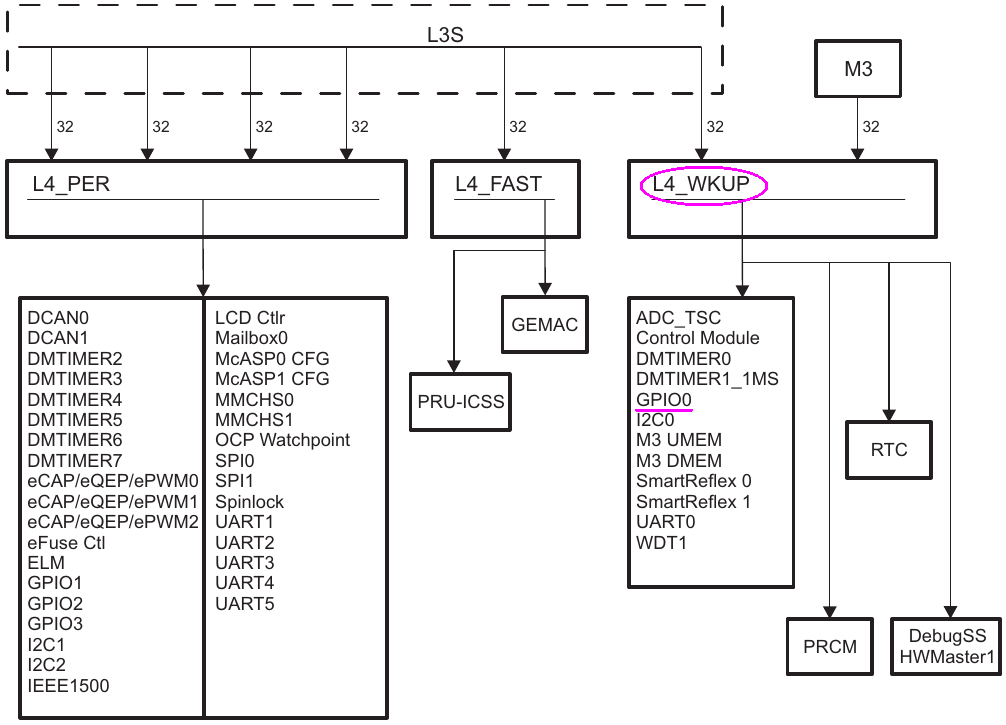 L3S
M3
32
32
32
32
32
32
32
L4_PER
L4_FAST
L4_WKUP
DCAN0
DCAN1
DMTIMER2
DMTIMER3
DMTIMER4
DMTIMER5
DMTIMER6
DMTIMER7
eCAP/eQEP/ePWM0
eCAP/eQEP/ePWM1
eCAP/eQEP/ePWM2
eFuse Ctl
ELM
GPIO1
GPIO2
GPIO3
I2C1
I2C2
IEEE1500
LCD Ctlr
Mailbox0
McASP0 CFG
McASP1 CFG
MMCHS0
MMCHS1
OCP Watchpoint
SPI0
SPI1
Spinlock
UART1
UART2
UART3
UART4
UART5
GEMAC
PRU-ICSS
ADC_TSC
Control Module
DMTIMER0
DMTIMER1_1MS
GPIO0
I2C0
M3 UMEM
M3 DMEM
SmartReflex 0
SmartReflex 1
UART0
WDT1
RTC
PRCM
DebugSS
HWMaster1